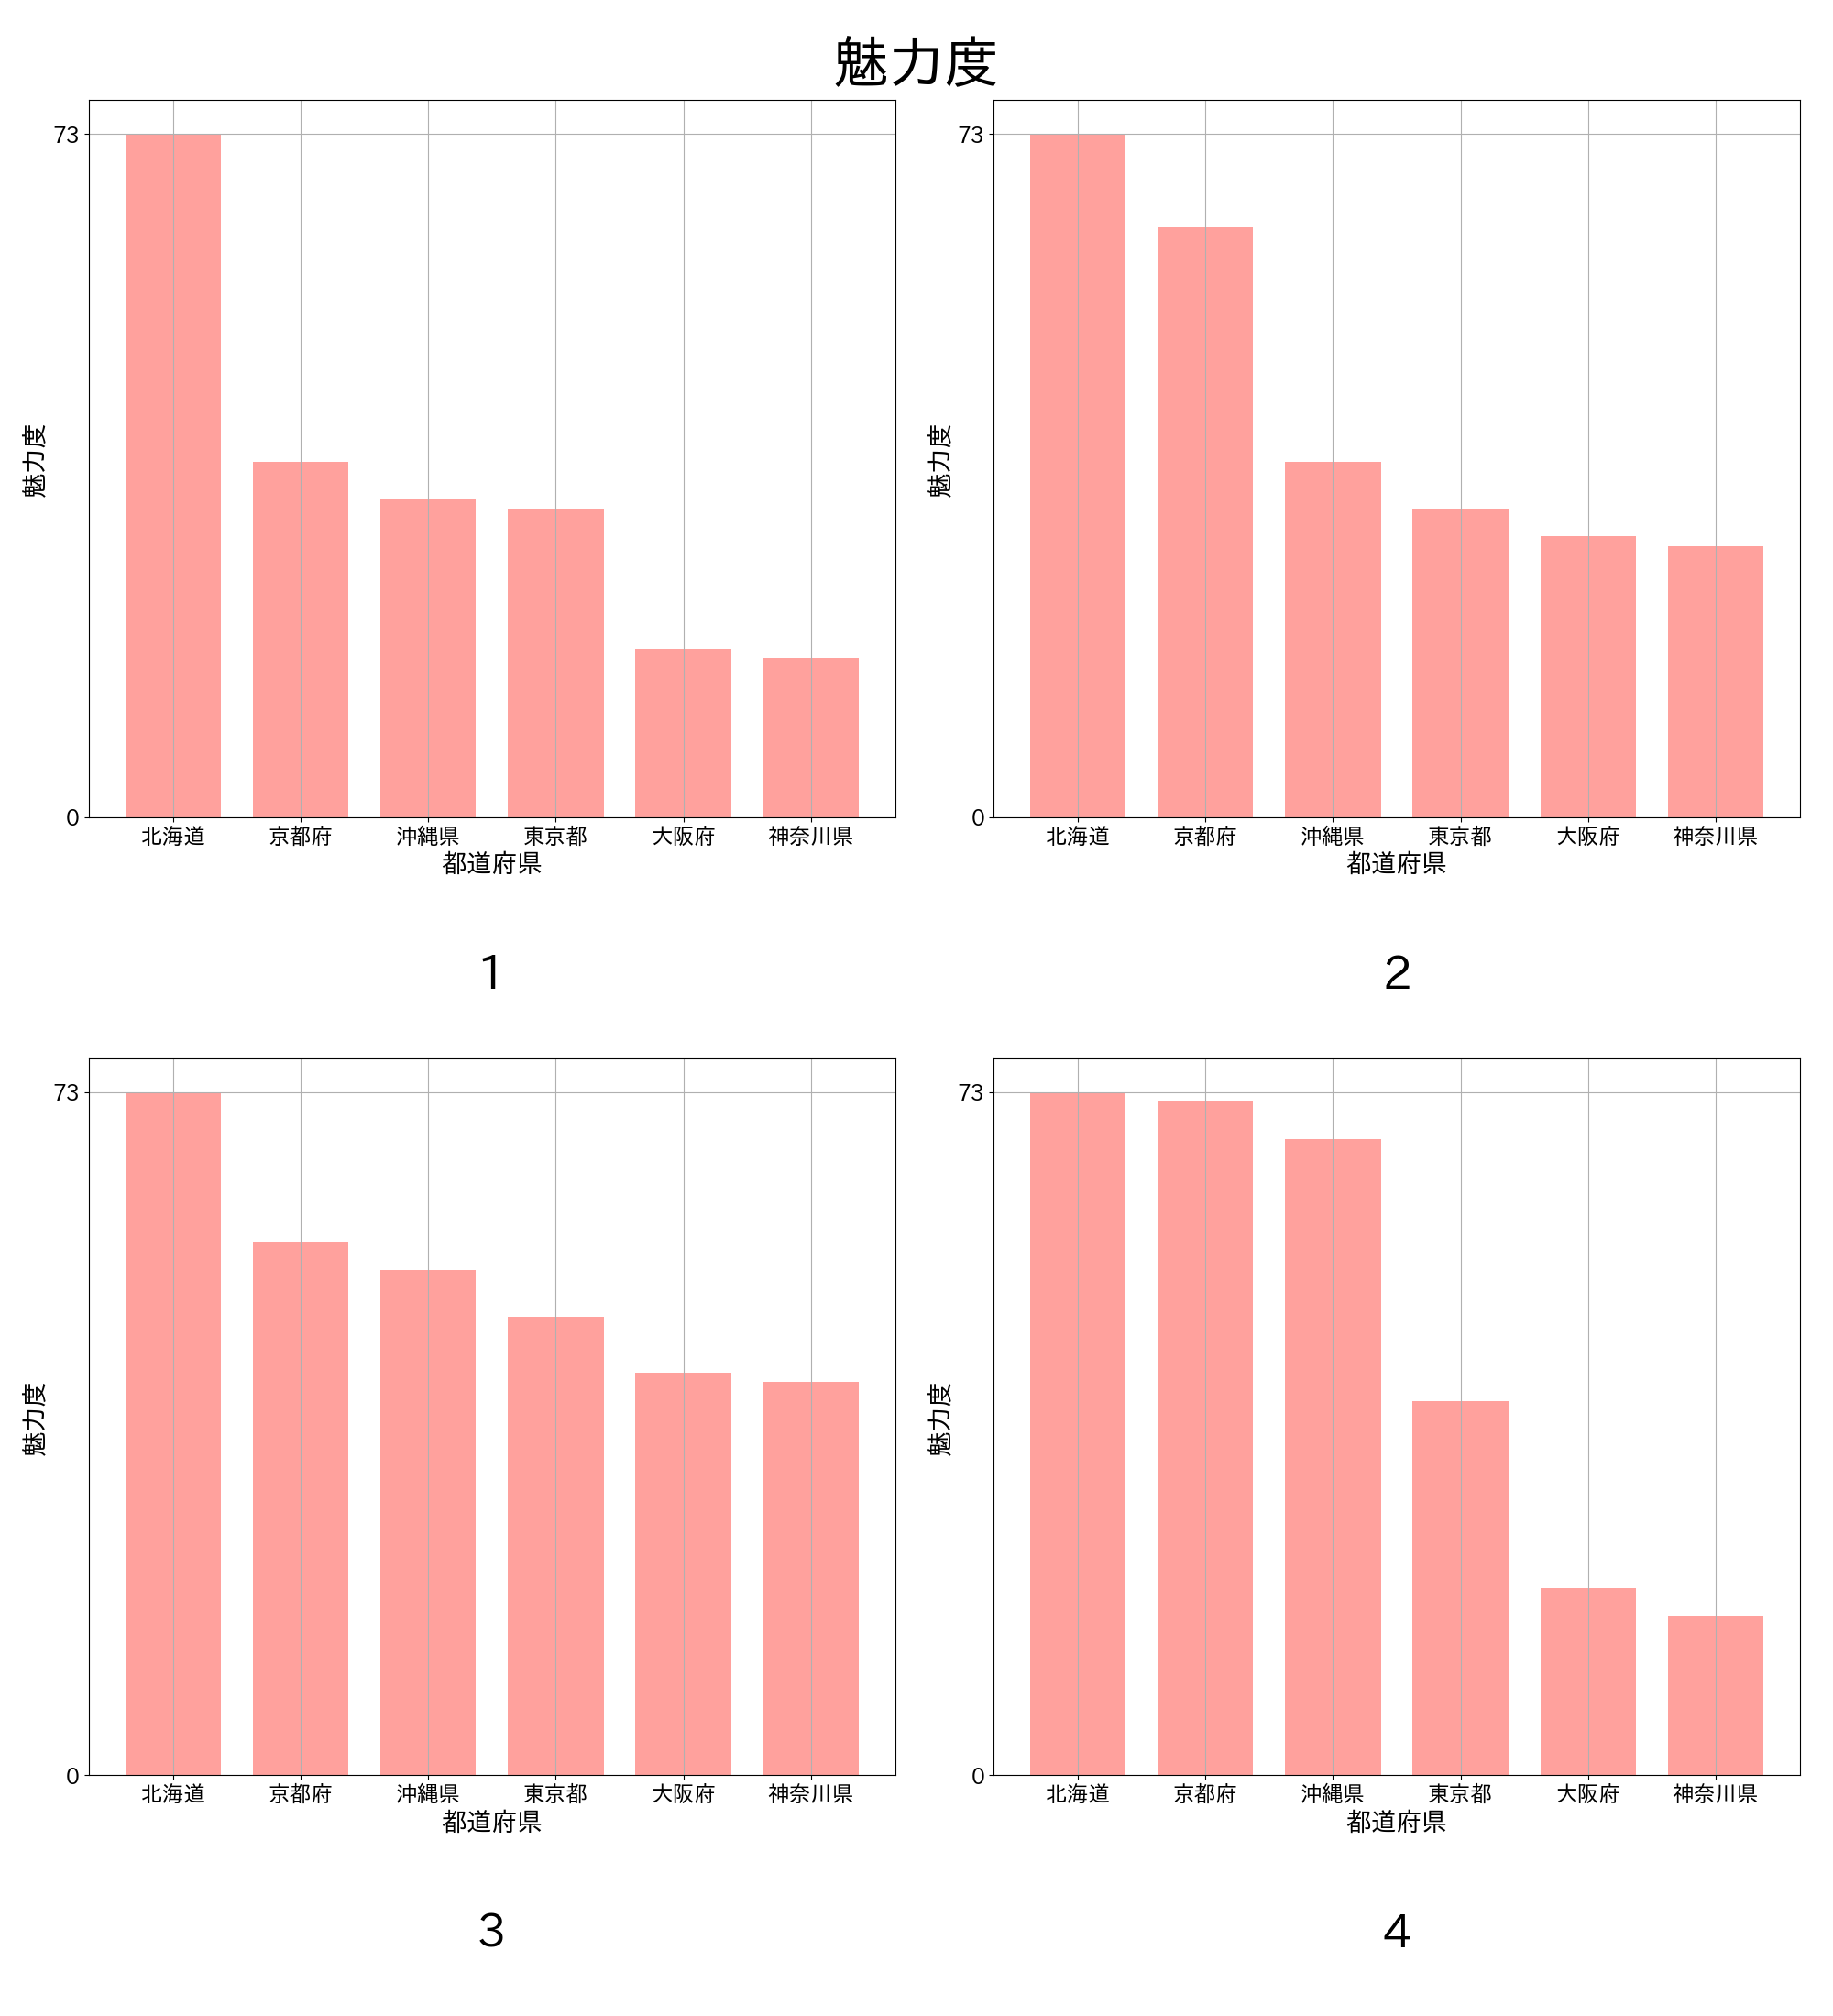 魅力度
73
魅力度
0
北海道 京都府 沖縄県 東京都 大阪府 神奈川県
都道府県
1
73
魅力度
0
北海道 京都府 沖縄県 東京都 大阪府 神奈川県
都道府県
2
73
魅力度
0
北海道 京都府 沖縄県 東京都 大阪府 神奈川県
都道府県
3
73
魅力度
0
北海道 京都府 沖縄県 東京都 大阪府 神奈川県
都道府県
4